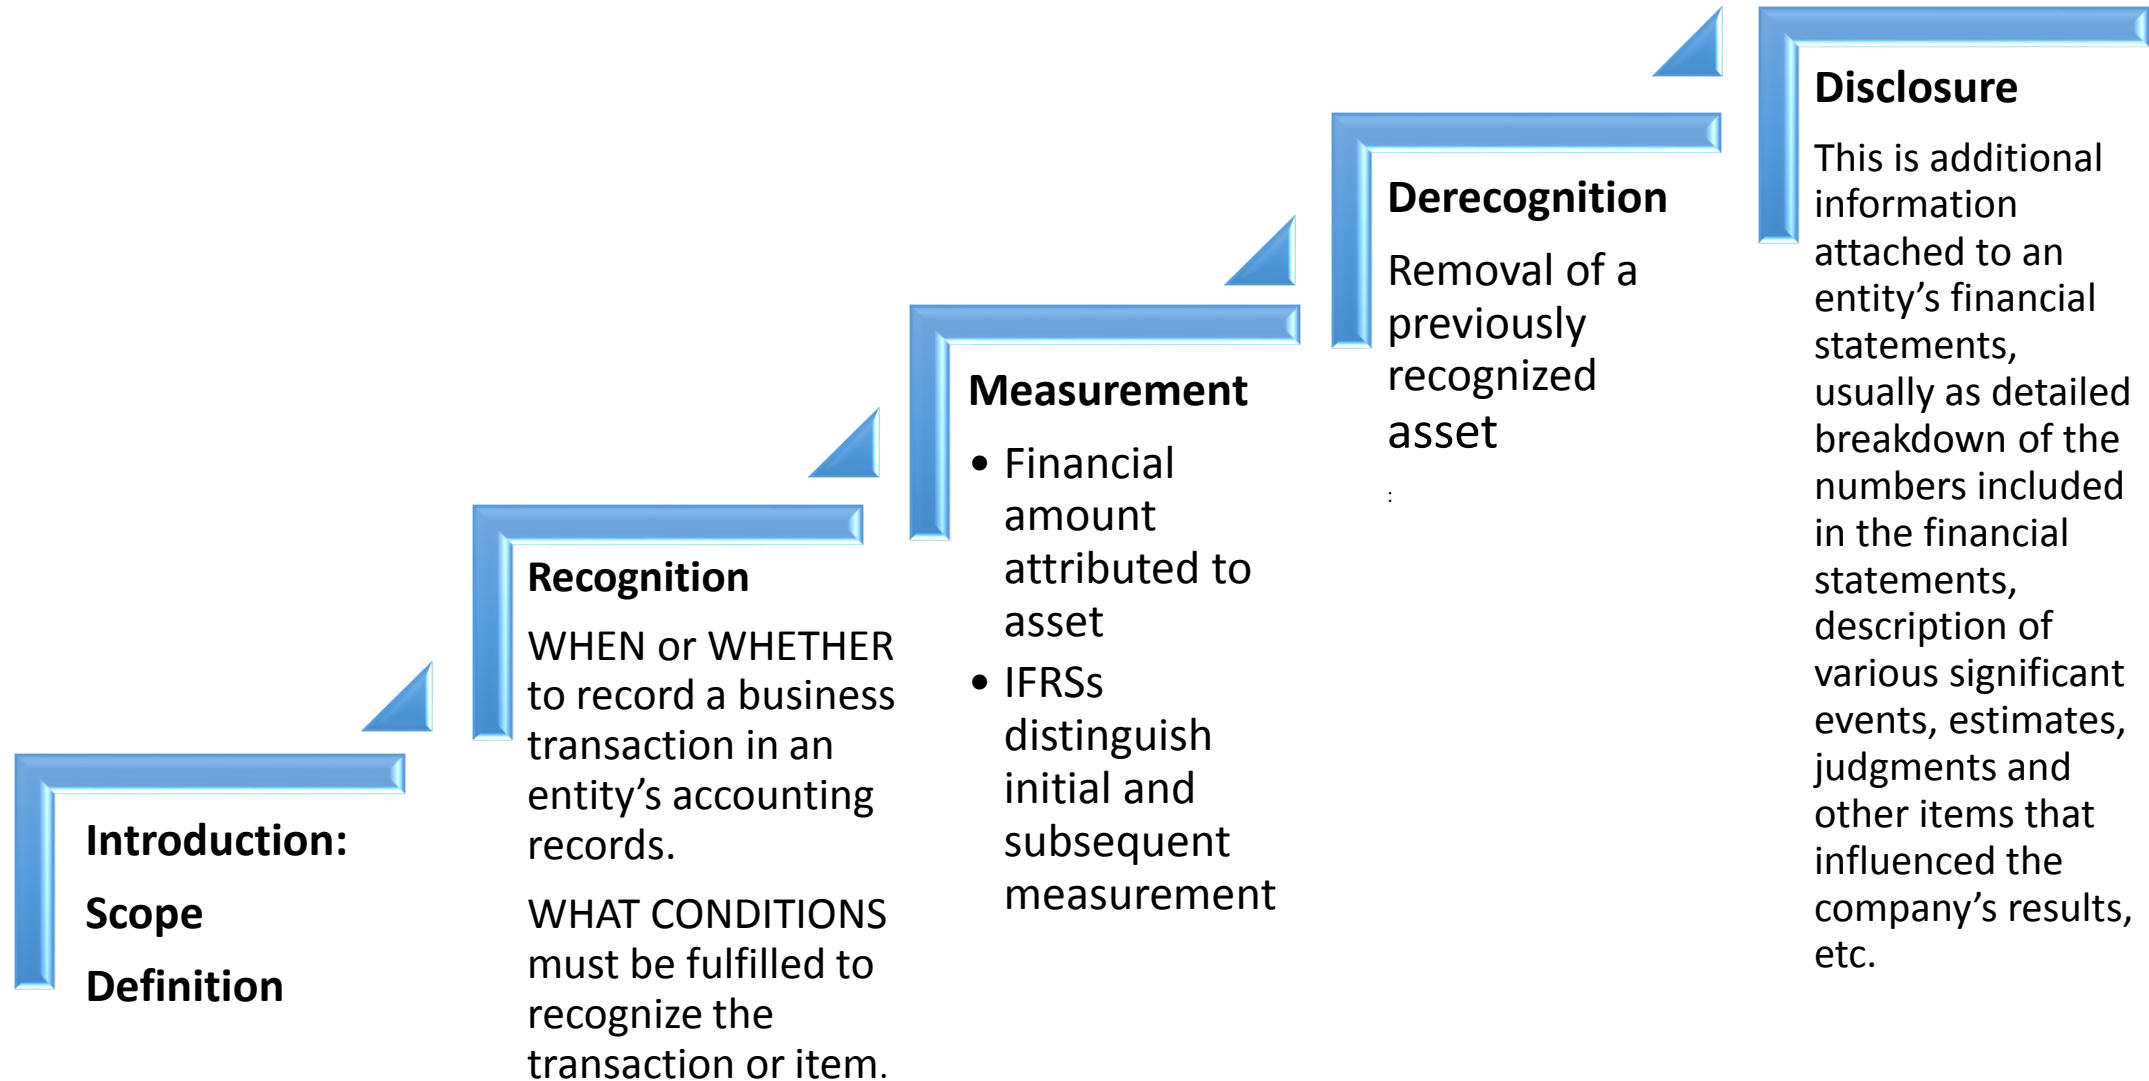 Introduction:
Scope
Definition
Recognition
WHEN or WHETHER
to record a business
transaction in an
entity’s accounting
records.
WHAT CONDITIONS
must be fulfilled to
recognize the
transaction or item.
Measurement
• Financial
amount
attributed to
asset
• IFRSs
distinguish
initial and
subsequent
measurement
Derecognition
Removal of a
previously
recognized
asset
:
Disclosure
This is additional
information
attached to an
entity’s financial
statements,
usually as detailed
breakdown of the
numbers included
in the financial
statements,
description of
various significant
events, estimates,
judgments and
other items that
influenced the
company’s results,
etc.